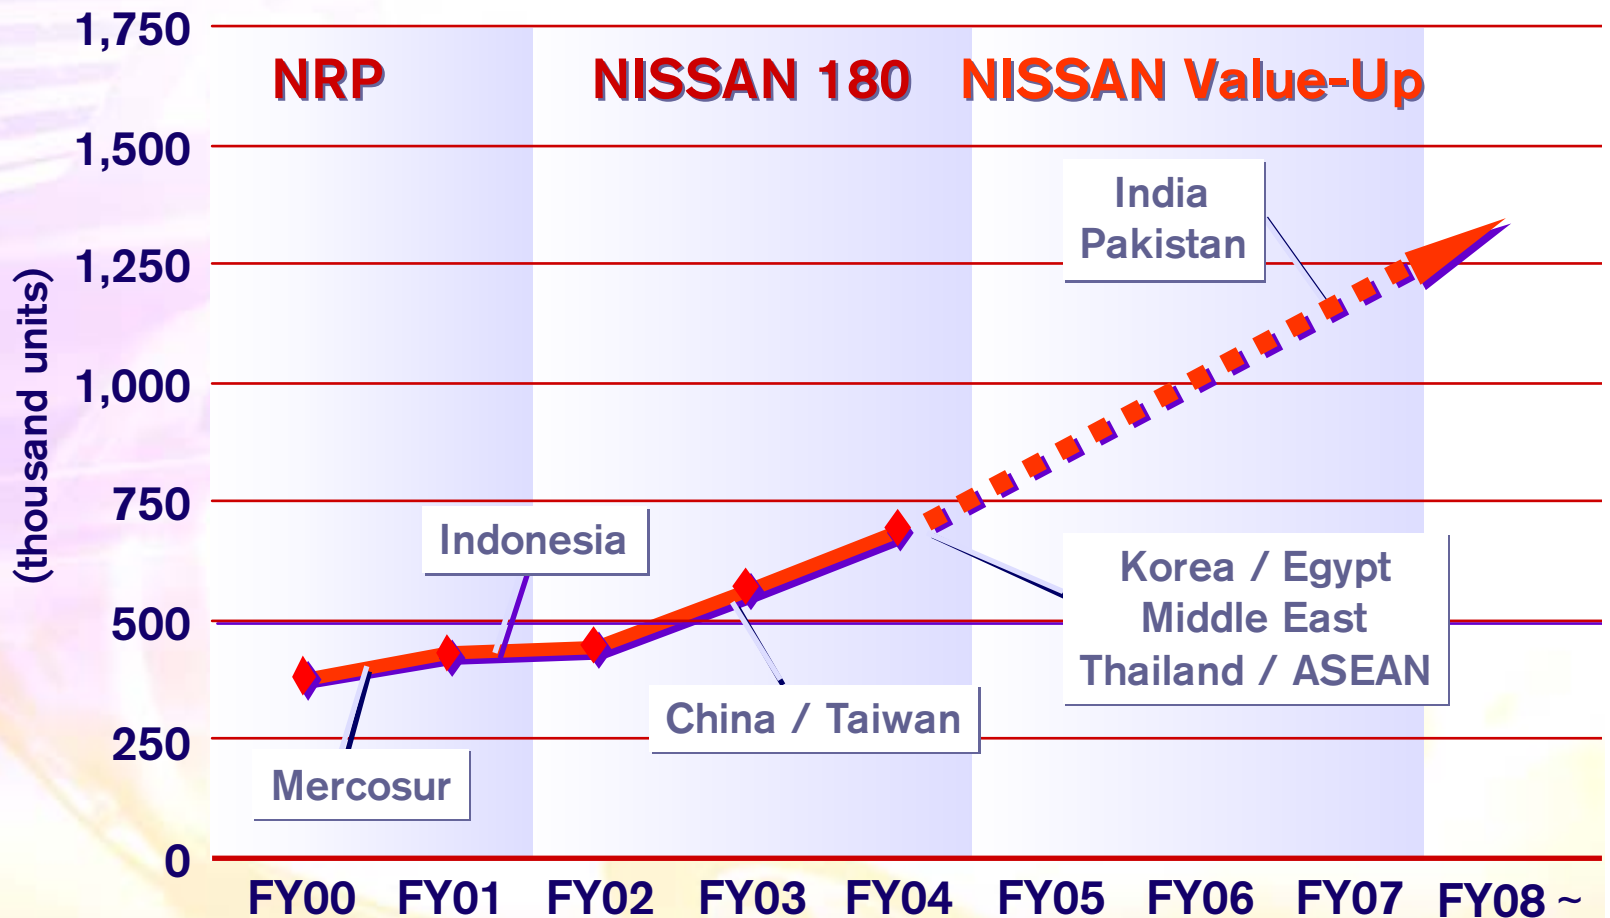 1,750
NRP
NISSAN 180
NISSAN Value-Up
1,500
India
Pakistan
1,250
(thousand units)
1,000
750
Indonesia
Korea / Egypt
Middle East
Thailand / ASEAN
500
China / Taiwan
250
Mercosur
0
FY00 FY01 FY02 FY03 FY04 FY05 FY06 FY07 FY08 ~